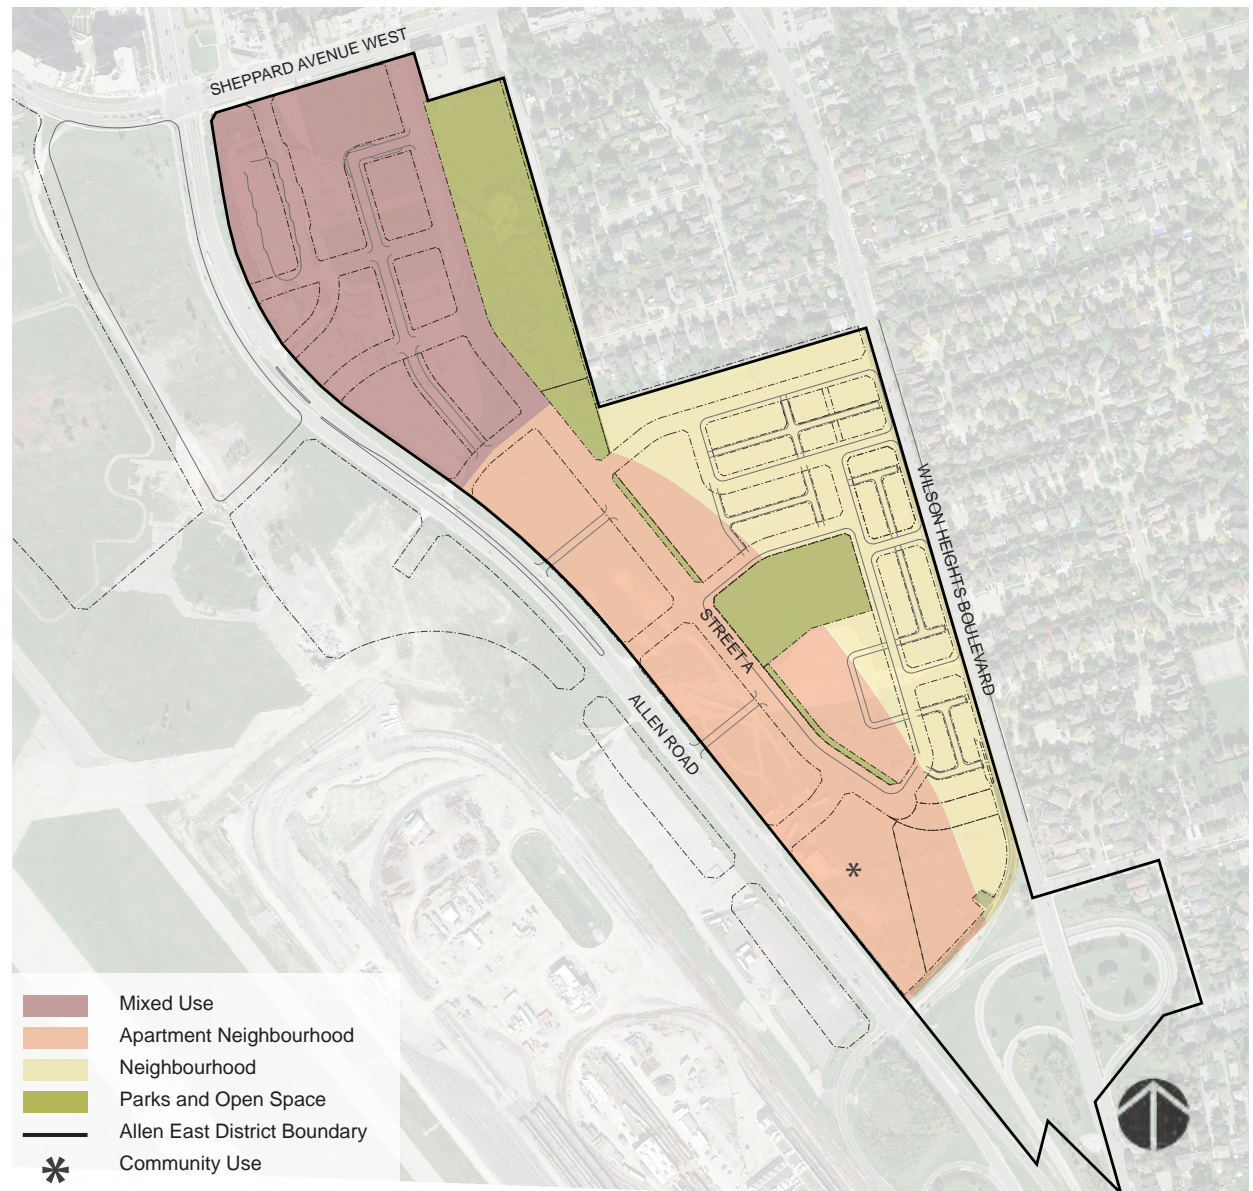 SHEPPARD AVENUE WEST
WILSON HEIGHTS BOULEVARD
STREET A
ALLEN ROAD
Mixed Use
Apartment Neighbourhood
Neighbourhood
Parks and Open Space
Allen East District Boundary
Community Use